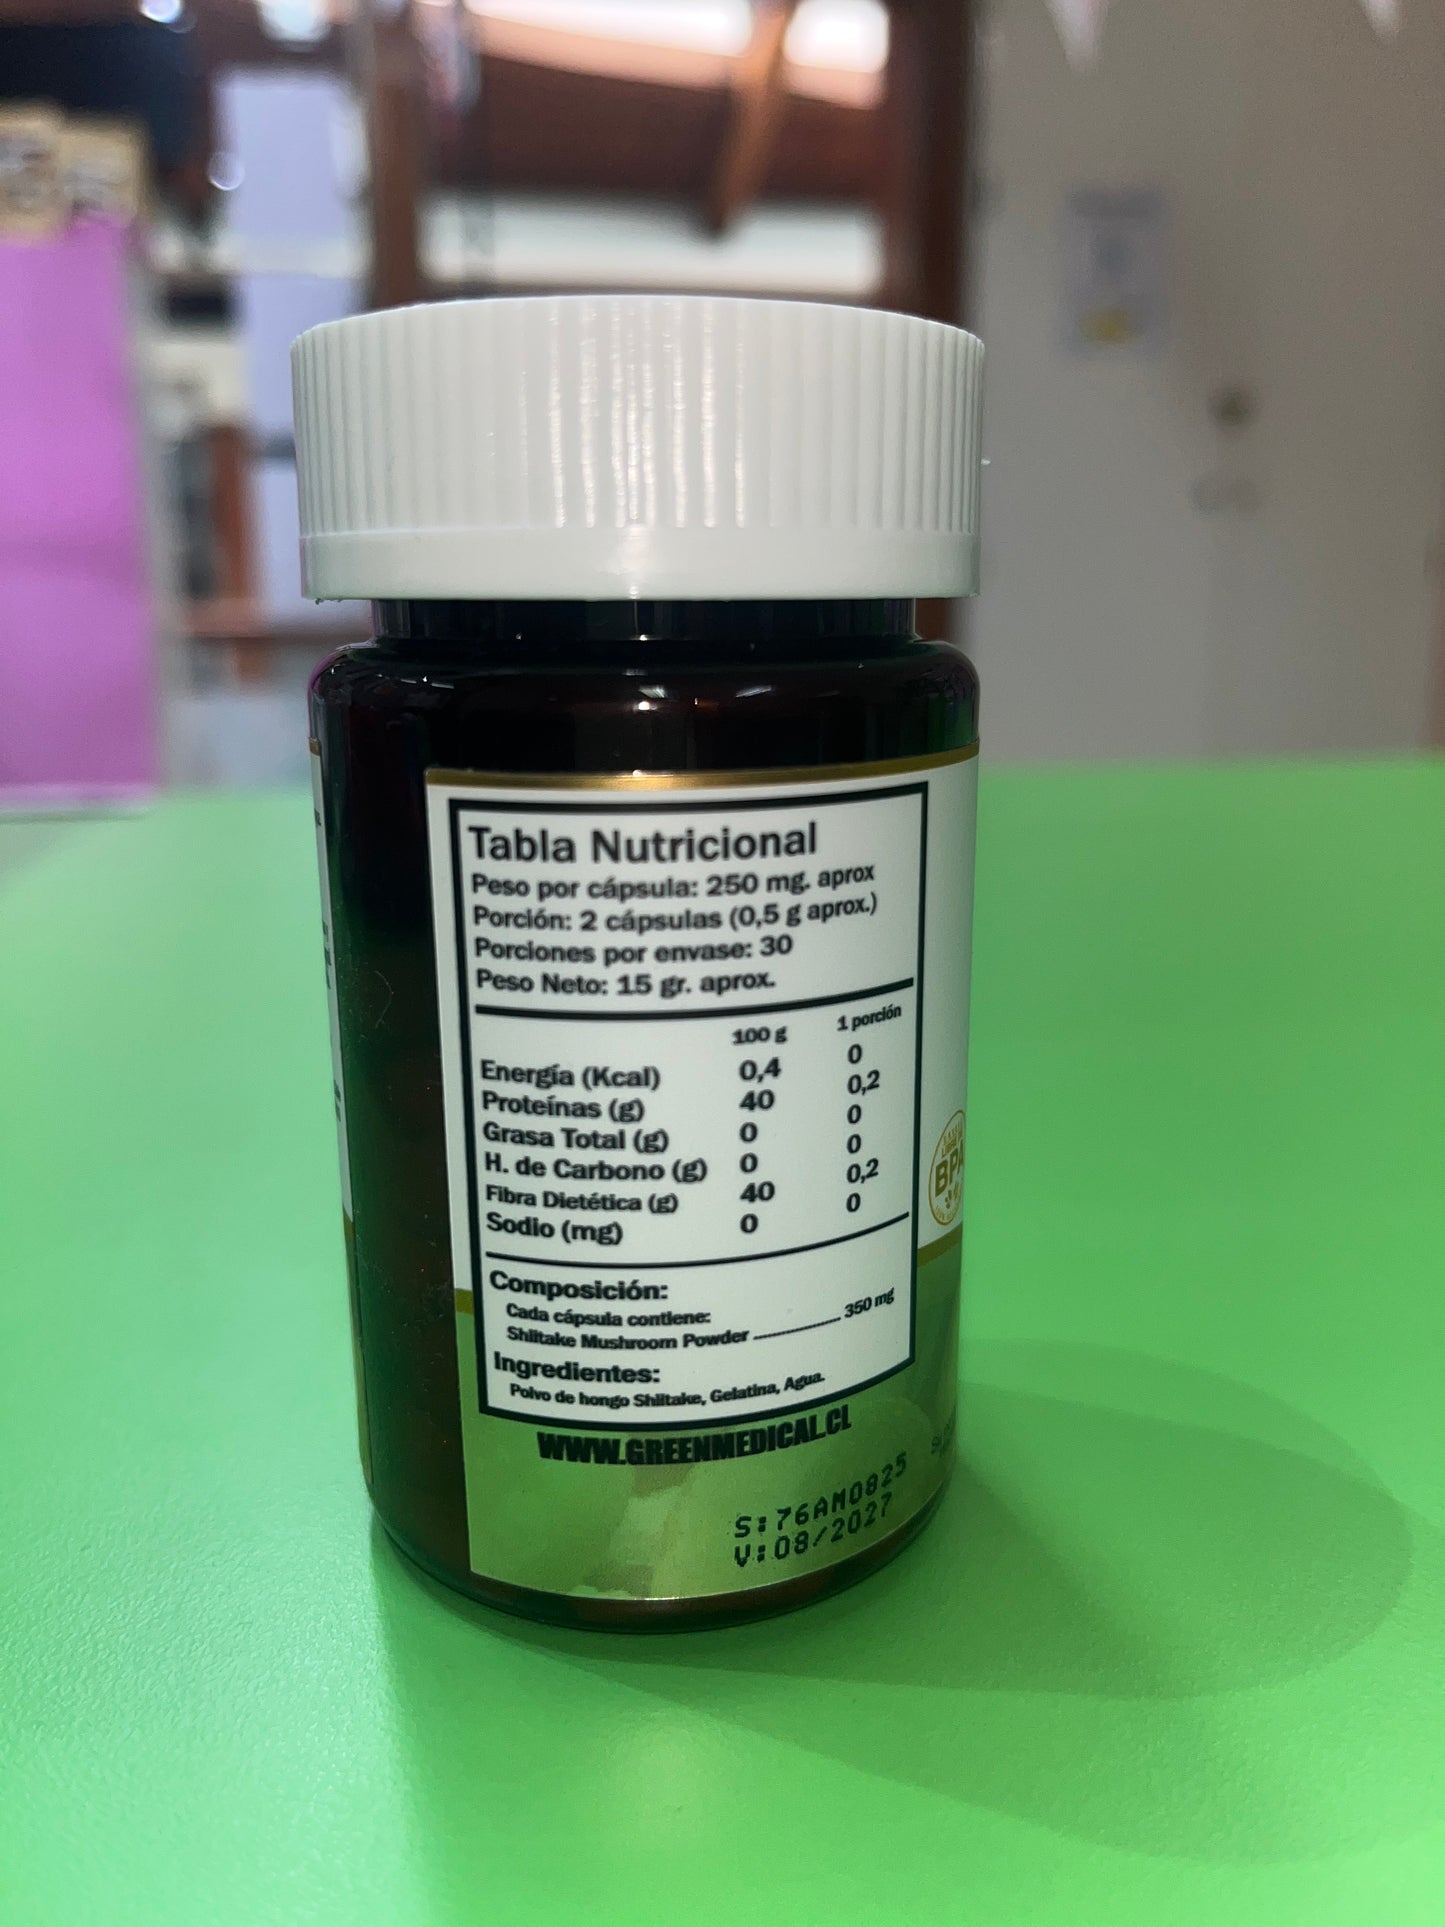 Tabla Nutricional
Peso por cápsula: 250 mg. aprox
Porción: 2 cápsulas (0,5 g aprox.)
Porciones por envase: 30
Peso Neto: 15 gr. aprox.
100 g 1 porción
Energía (Kcal) 0,4 0
Proteínas (g) 40 0,2
Grasa Total (g) 0 0
H. de Carbono (g) 0 0
Fibra Dietética (g) 40 0,2
Sodio (mg) 0 0
Composición:
Cada cápsula contiene:
Shiitake Mushroom Powder ............... 350 mg
Ingredientes:
Polvo de hongo Shiitake, Gelatina, Agua.
WWW.GREENMEDICAL.CL
S:76AM0825
V:08/2027
BPA